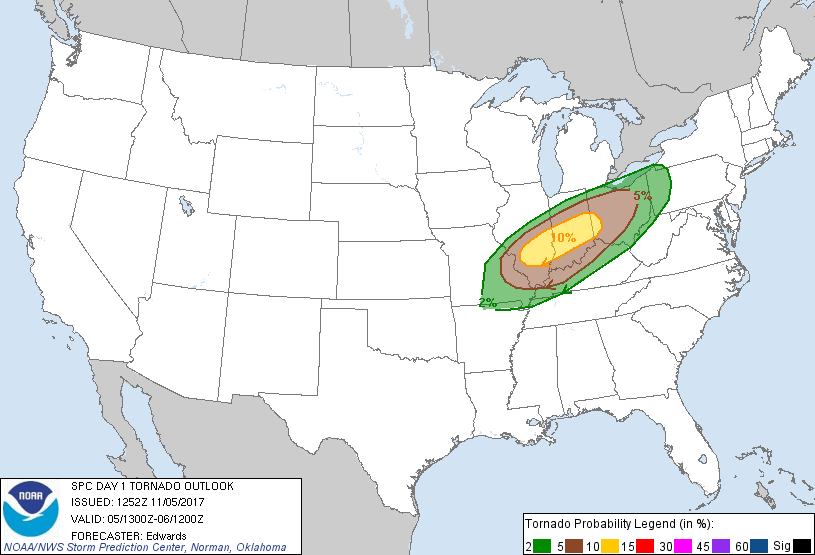 5%
10%
2%
NOAA
SPC DAY 1 TORNADO OUTLOOK
ISSUED: 1252Z 11/05/2017
VALID: 05/1300Z-06/1200Z
FORECASTER: Edwards
NOAA/NWS Storm Prediction Center, Norman, Oklahoma
Tornado Probability Legend (in %):
2 5 10 15 30 45 60 Sig